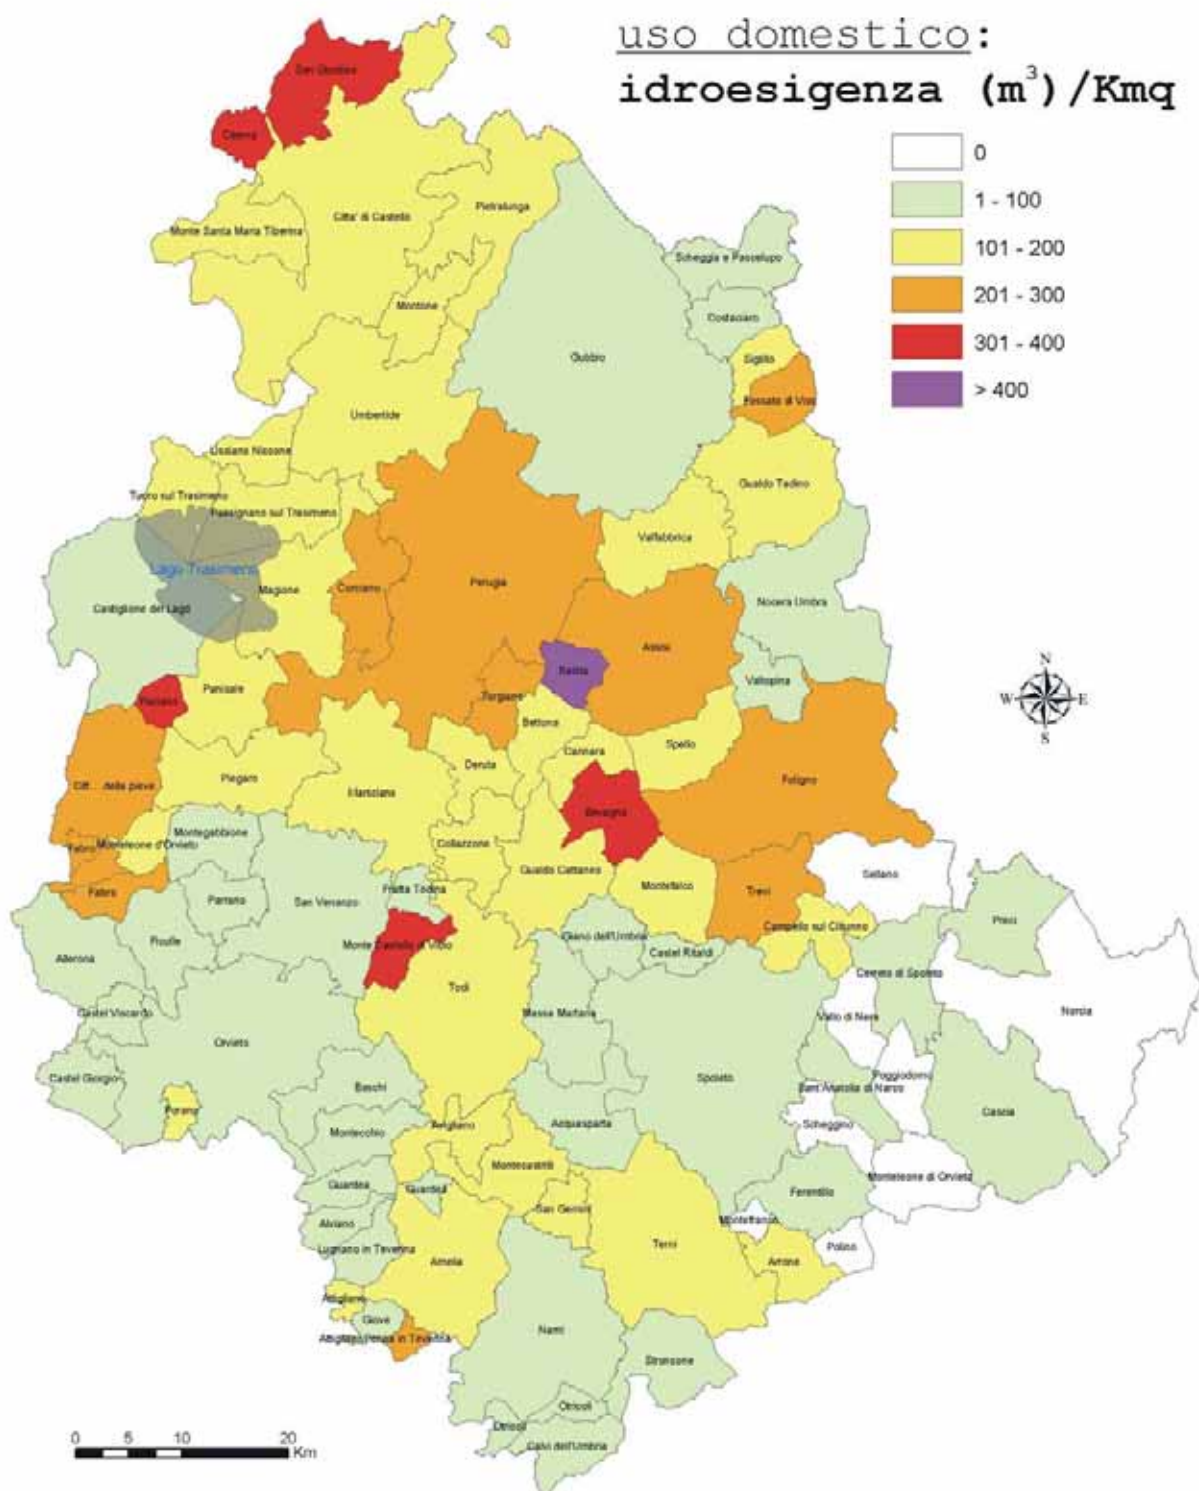 uso domestico:
idroesigenza (m³)/Kmq
0
1 - 100
101 - 200
201 - 300
301 - 400
> 400
San Giustino
Citerna
Pietralunga
Citta' di Castello
Monte Santa Maria Tiberina
Scheggia e Pascelupo
Montone
Costacciaro
Gubbio
Sigillo
Fossato di Vico
Umbertide
Lisciano Niccone
Gualdo Tadino
Tuoro sul Trasimeno
Passignano sul Trasimeno
Valfabbrica
Lago Trasimeno
Perugia
Magione
Corciano
Castiglione del Lago
Nocera Umbra
Assisi
Bastia
Valtopina
Panicale
Paciano
Torgiano
Bettona
N
W
E
S
Spello
Cannara
Deruta
Piegaro
Foligno
Citt... della pieve
Marsciano
Bevagna
Montegabbione
Monteleone d'Orvieto
Fabro
Collazzone
Gualdo Cattaneo
Sellano
Montefalco
Trevi
Fratta Todina
Fabro
Parrano
San Venanzo
Preci
Campello sul Clitunno
Giano dell'Umbria
Ficulle
Monte Castello di Vibio
Castel Ritaldi
Allerona
Cerreto di Spoleto
Todi
Castel Viscardo
Massa Martana
Vallo di Nera
Norcia
Orvieto
Poggiodomo
Castel Giorgio
Spoleto
Baschi
Sant'Anatolia di Narco
Porano
Cascia
Avigliano
Acquasparta
Scheggino
Montecchio
Montecastrilli
Monteleone di Orvieto
Guardea
Guardea
Ferentillo
San Gemini
Alviano
Montefranco
Terni
Lugnano in Teverina
Polino
Amelia
Arrone
Attigliano
Giove
Narni
Attigliano
Penna in Teverina
Stroncone
Otricoli
Otricoli
Calvi dell'Umbria
0 5 10 20
Km